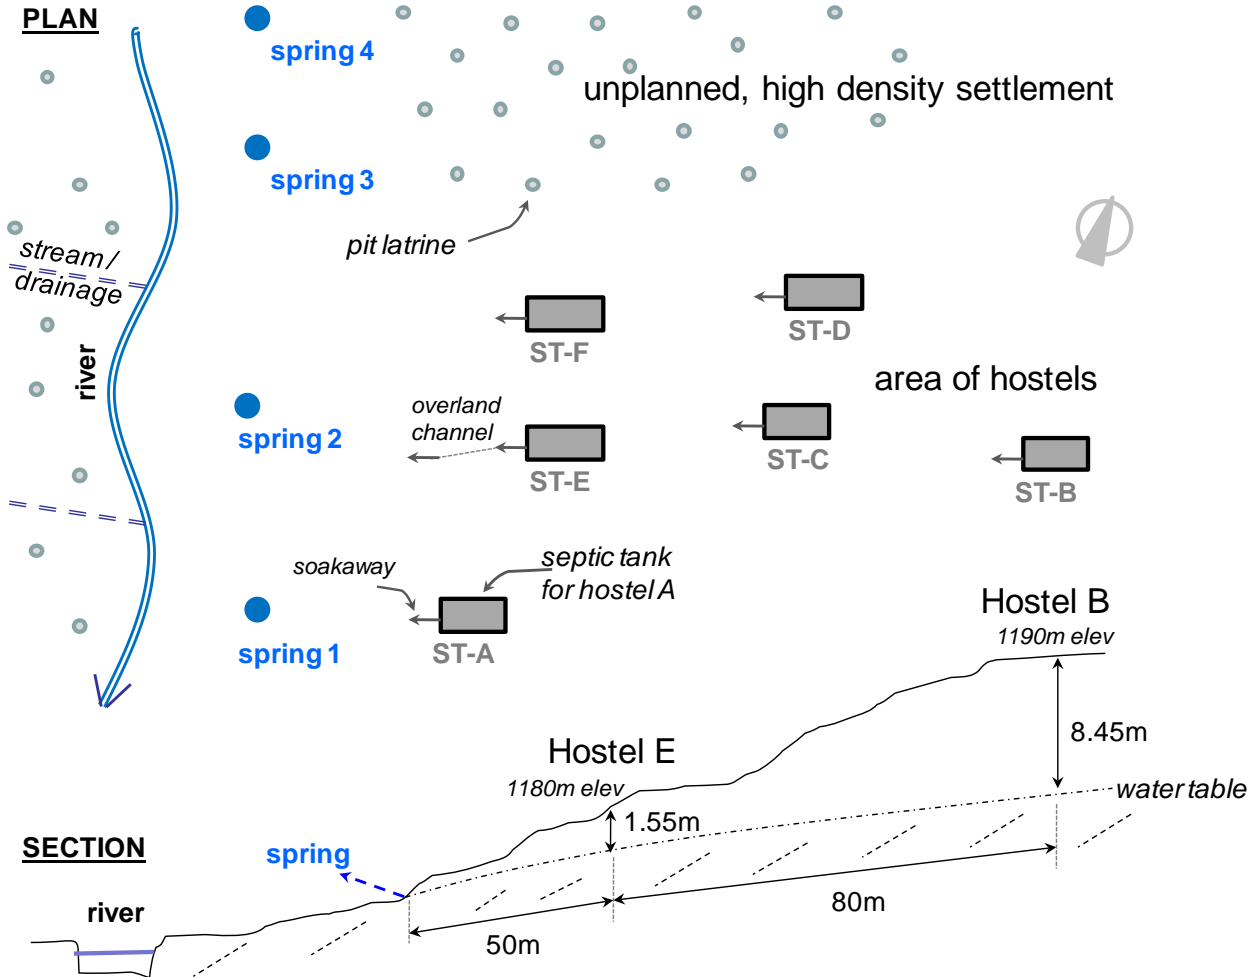 PLAN
spring 4
unplanned, high density settlement
spring 3
pit latrine
stream /
drainage
river
ST-F
ST-D
area of hostels
overland
channel
spring 2
ST-E
ST-C
ST-B
soakaway
septic tank
for hostel A
spring 1
ST-A
Hostel B
1190m elev
8.45m
Hostel E
1180m elev
1.55m
water table
SECTION
spring
river
50m
80m